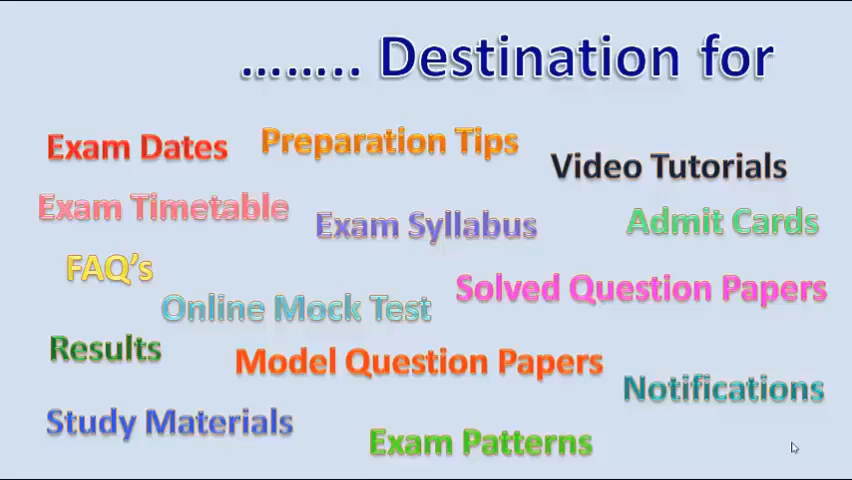 …….. Destination for
Exam Dates
Preparation Tips
Video Tutorials
Exam Timetable
Exam Syllabus
Admit Cards
FAQ’s
Solved Question Papers
Online Mock Test
Results
Model Question Papers
Notifications
Study Materials
Exam Patterns